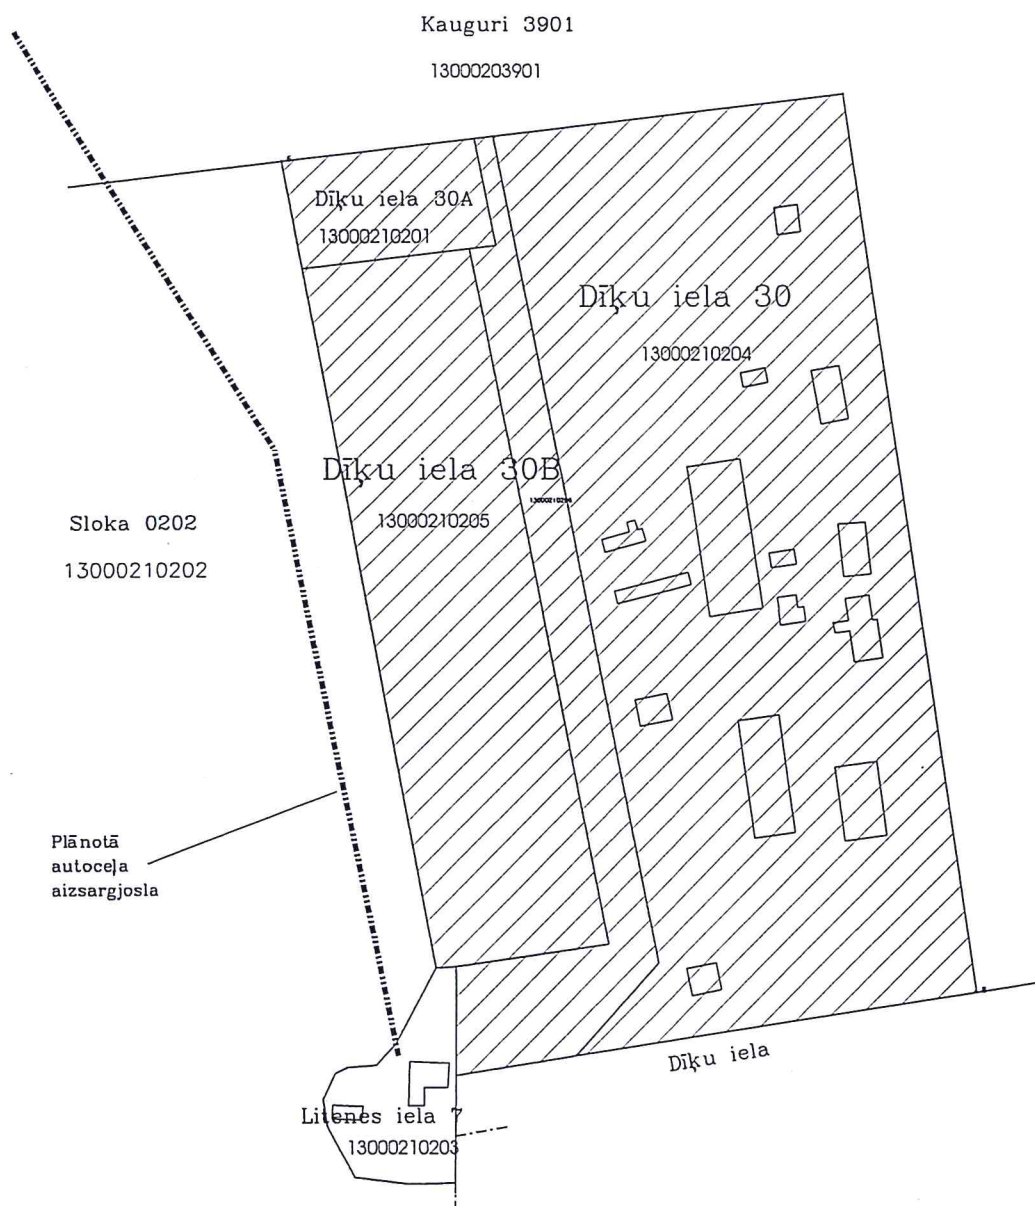 Kauguri 3901
13000203901
Dīķu iela 30A
13000210201
Dīķu iela 30
13000210204
Dīķu iela 30B
13000210205
Sloka 0202
13000210202
Plānotā
autoceļa
aizsargjosla
Dīķu iela
Litenes iela 7
13000210203